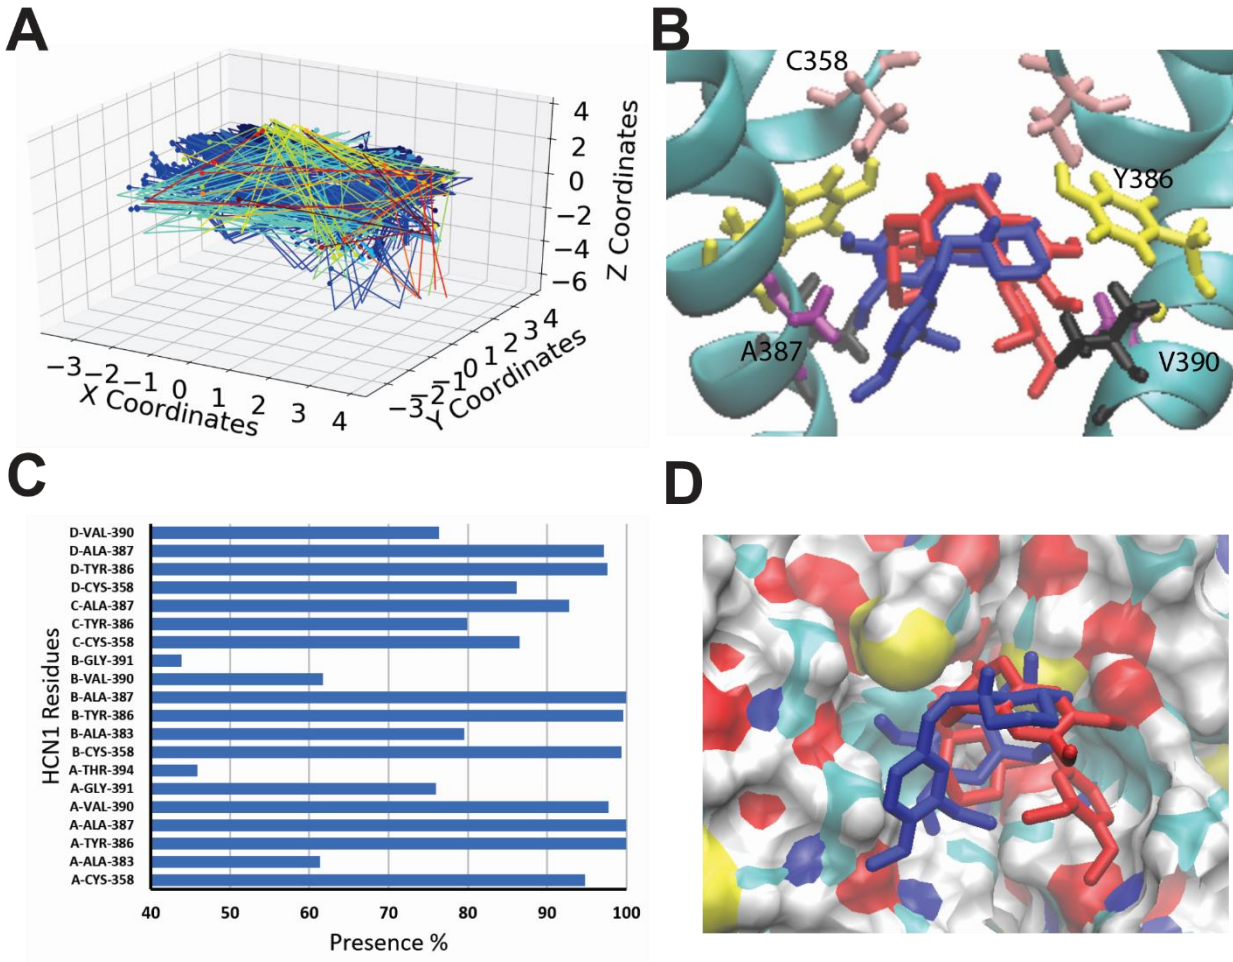 A
4
2
0
−2
−4
−6
Z Coordinates
−3 −2 −1 0 1 2 3 4
X Coordinates
−3 −2 −1 0 1 2 3 4
Y Coordinates
B
C358
Y386
A387
V390
C
HCN1 Residues
D-VAL-390
D-ALA-387
D-TYR-386
D-CYS-358
C-ALA-387
C-TYR-386
C-CYS-358
B-GLY-391
B-VAL-390
B-ALA-387
B-TYR-386
B-ALA-383
B-CYS-358
A-THR-394
A-GLY-391
A-VAL-390
A-ALA-387
A-TYR-386
A-ALA-383
A-CYS-358
40 50 60 70 80 90 100
Presence %
D